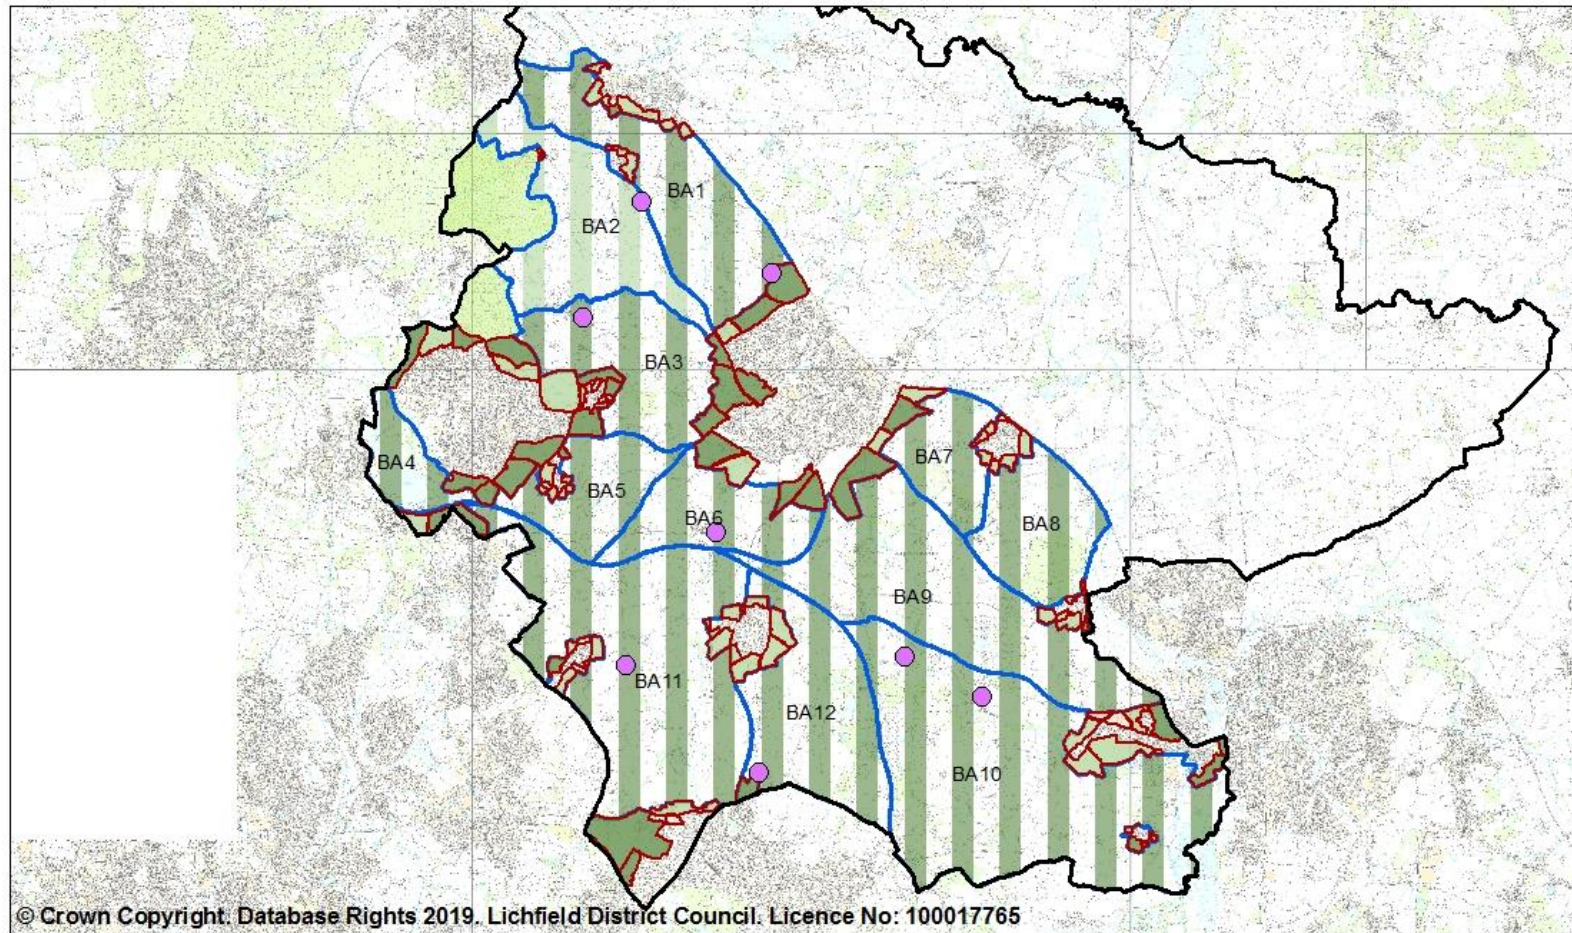 BA1
BA2
BA3
BA4
BA7
BA5
BA6
BA8
BA9
BA11
BA12
BA10
© Crown Copyright. Database Rights 2019. Lichfield District Council. Licence No: 100017765